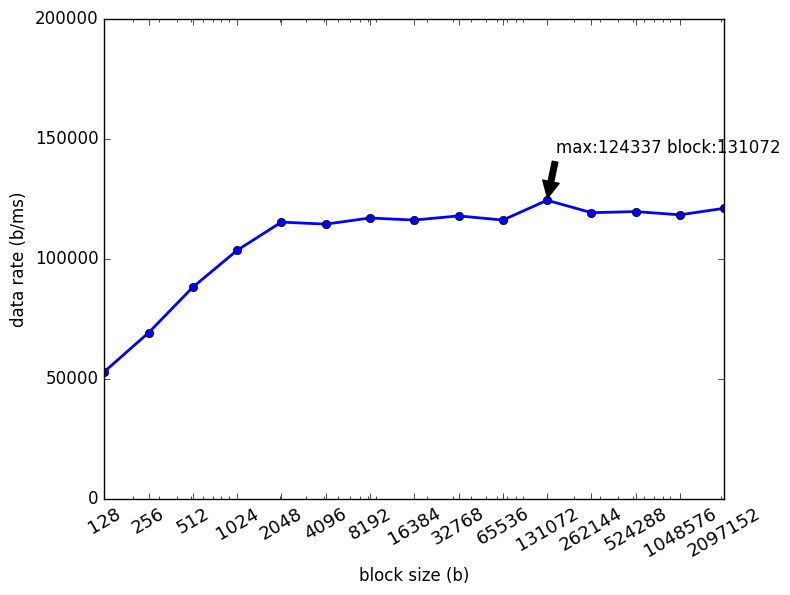 200000
150000
max:124337 block:131072
100000
50000
0
data rate (b/ms)
128 256 512 1024 2048 4096 8192 16384 32768 65536 131072 262144 524288 1048576 2097152
block size (b)